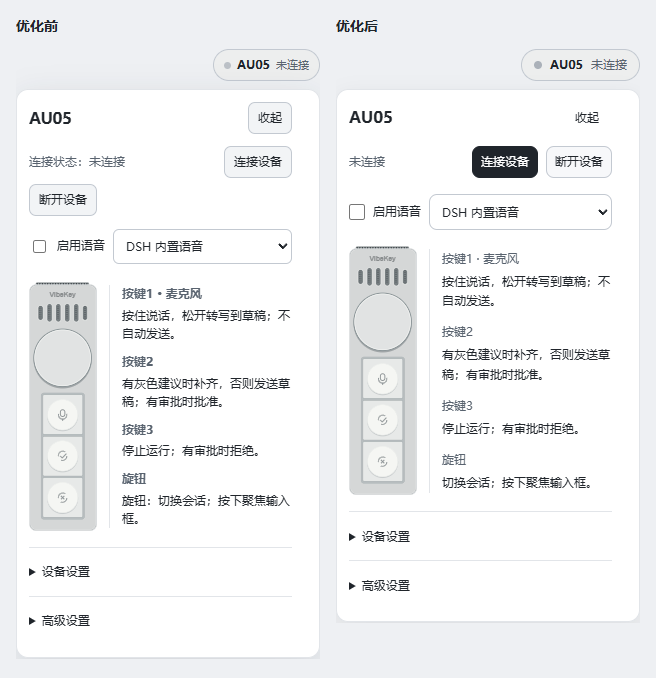 优化前
AU05 未连接
AU05
收起
连接状态：未连接
连接设备
断开设备
启用语音
DSH 内置语音
VibeKey
按键1 · 麦克风
按住说话，松开转写到草稿；不
自动发送。
按键2
有灰色建议时补齐，否则发送草
稿；有审批时批准。
按键3
停止运行；有审批时拒绝。
旋钮
旋钮：切换会话；按下聚焦输入
框。
设备设置
高级设置
优化后
AU05 未连接
AU05
收起
未连接
连接设备
断开设备
启用语音
DSH 内置语音
VibeKey
按键1 · 麦克风
按住说话，松开转写到草稿；不
自动发送。
按键2
有灰色建议时补齐，否则发送草
稿；有审批时批准。
按键3
停止运行；有审批时拒绝。
旋钮
切换会话；按下聚焦输入框。
设备设置
高级设置